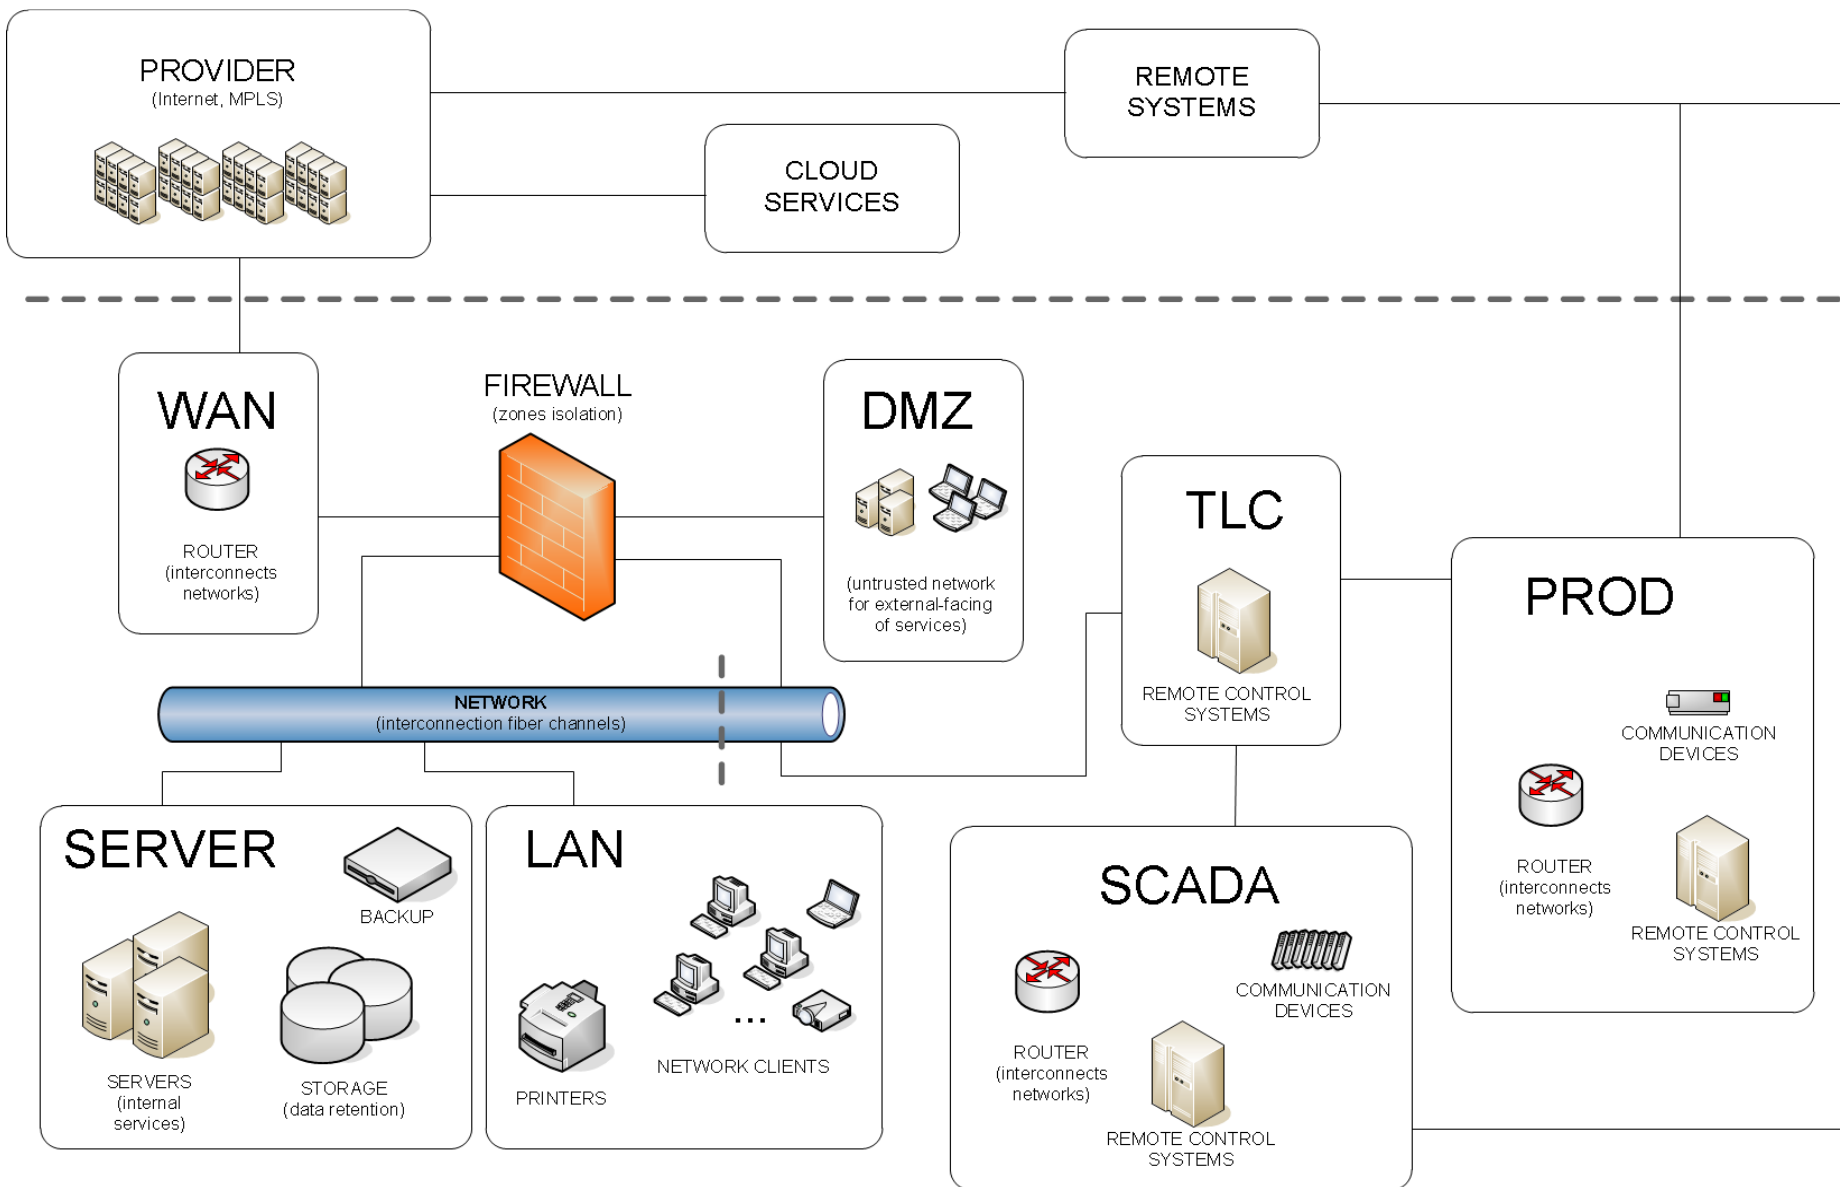 PROVIDER
(Internet, MPLS)
REMOTE
SYSTEMS
CLOUD
SERVICES
WAN
ROUTER
(interconnects
networks)
FIREWALL
(zones isolation)
DMZ
(untrusted network
for external-facing
of services)
TLC
REMOTE CONTROL
SYSTEMS
PROD
COMMUNICATION
DEVICES
ROUTER
(interconnects
networks)
REMOTE CONTROL
SYSTEMS
NETWORK
(interconnection fiber channels)
SERVER
BACKUP
SERVERS
(internal
services)
STORAGE
(data retention)
LAN
PRINTERS
...
NETWORK CLIENTS
SCADA
COMMUNICATION
DEVICES
ROUTER
(interconnects
networks)
REMOTE CONTROL
SYSTEMS